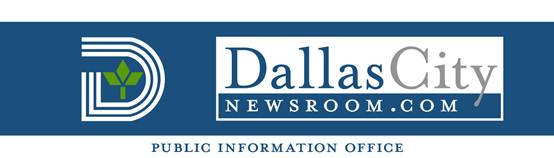 DallasCity
NEWSROOM.COM
PUBLIC INFORMATION OFFICE